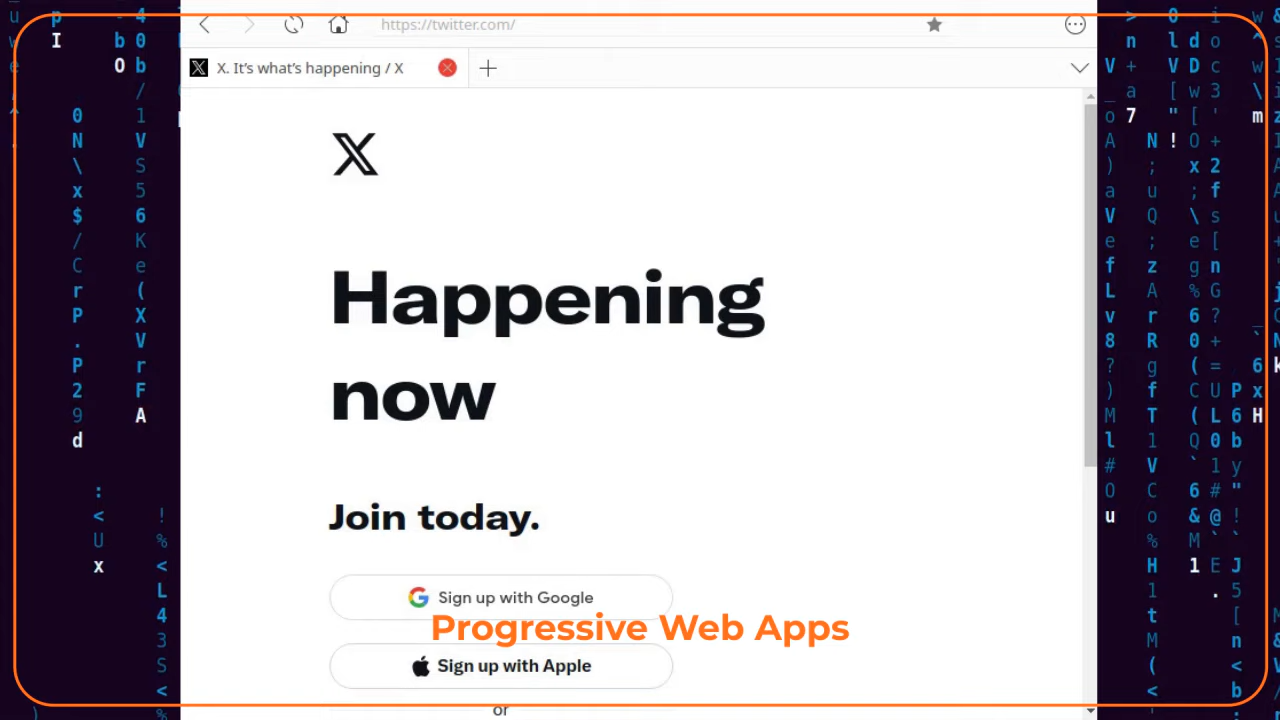 https://twitter.com/
X. It's what's happening / X
Happening
now
Join today.
Sign up with Google
Progressive Web Apps
Sign up with Apple
or